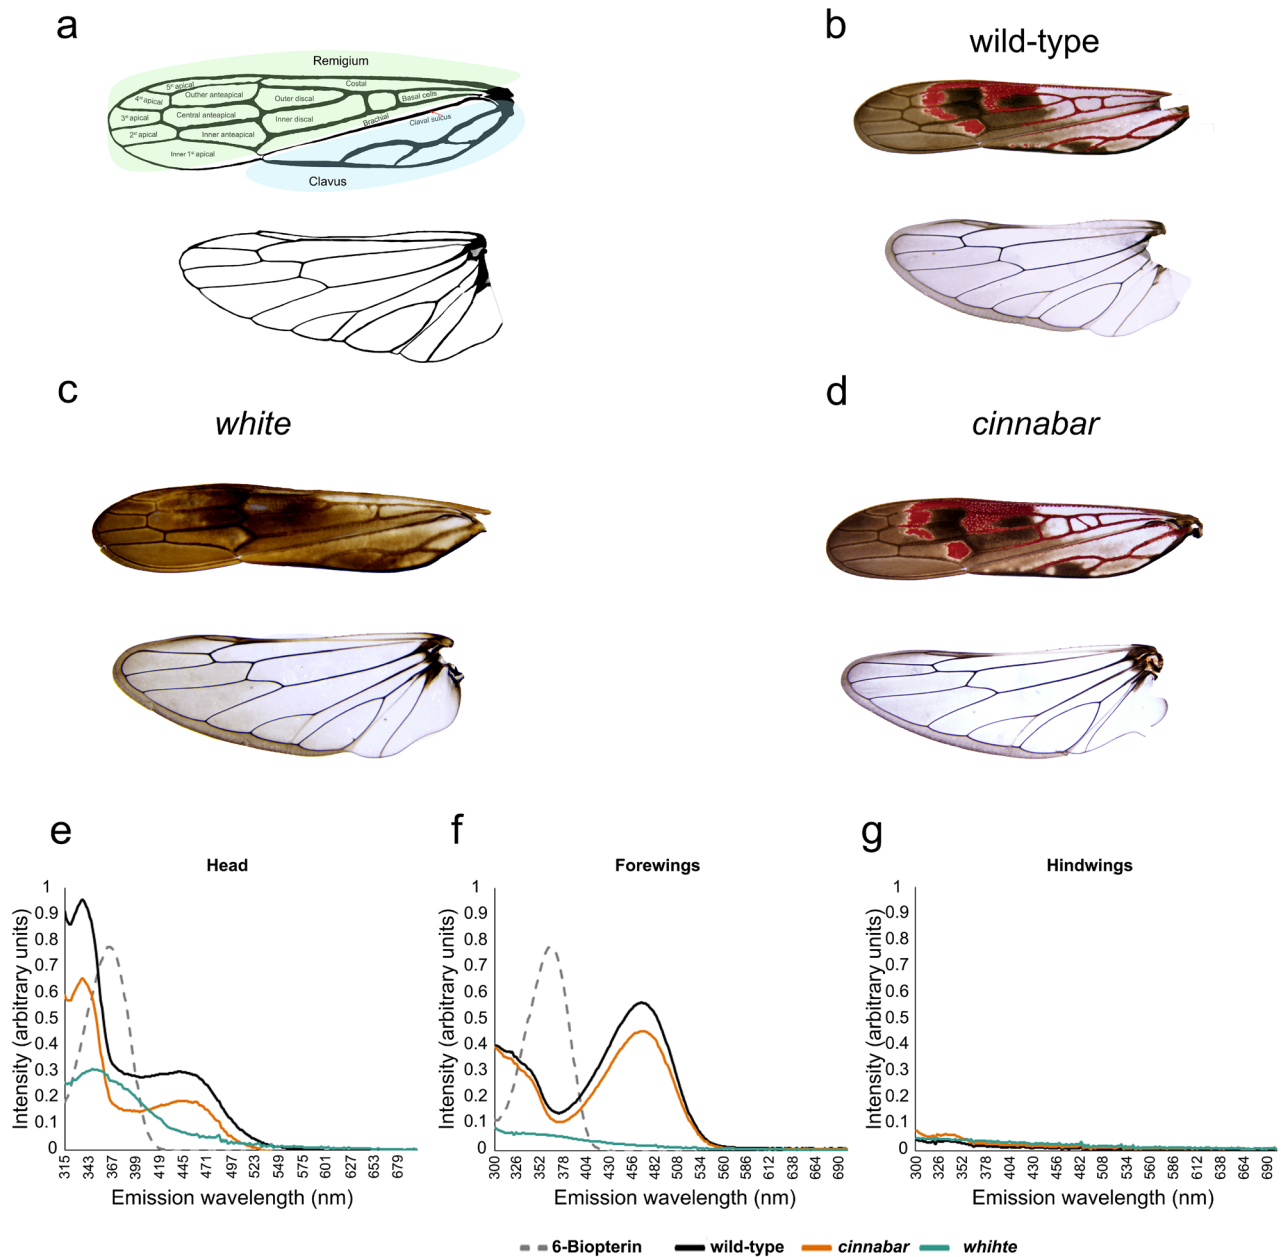 a
Remigium
5th apical
Costal
4th apical
Outher anteapical
Outer discal
Basal cells
3rd apical
Central anteapical
Inner discal
Brachial
Claval sulcus
2nd apical
Inner anteapical
Inner 1st apical
Clavus
b
wild-type
c
white
d
cinnabar
e
Head
Intensity (arbitrary units)
1
0.9
0.8
0.7
0.6
0.5
0.4
0.3
0.2
0.1
0
315 343 367 399 419 445 471 497 523 549 575 601 627 653 679
Emission wavelength (nm)
f
Forewings
Intensity (arbitrary units)
1
0.9
0.8
0.7
0.6
0.5
0.4
0.3
0.2
0.1
0
300 326 352 378 404 430 456 482 508 534 560 586 612 638 664 690
Emission wavelength (nm)
g
Hindwings
Intensity (arbitrary units)
1
0.9
0.8
0.7
0.6
0.5
0.4
0.3
0.2
0.1
0
300 326 352 378 404 430 456 482 508 534 560 586 612 638 664 690
Emission wavelength (nm)
6-Biopterin wild-type cinnabar whihte